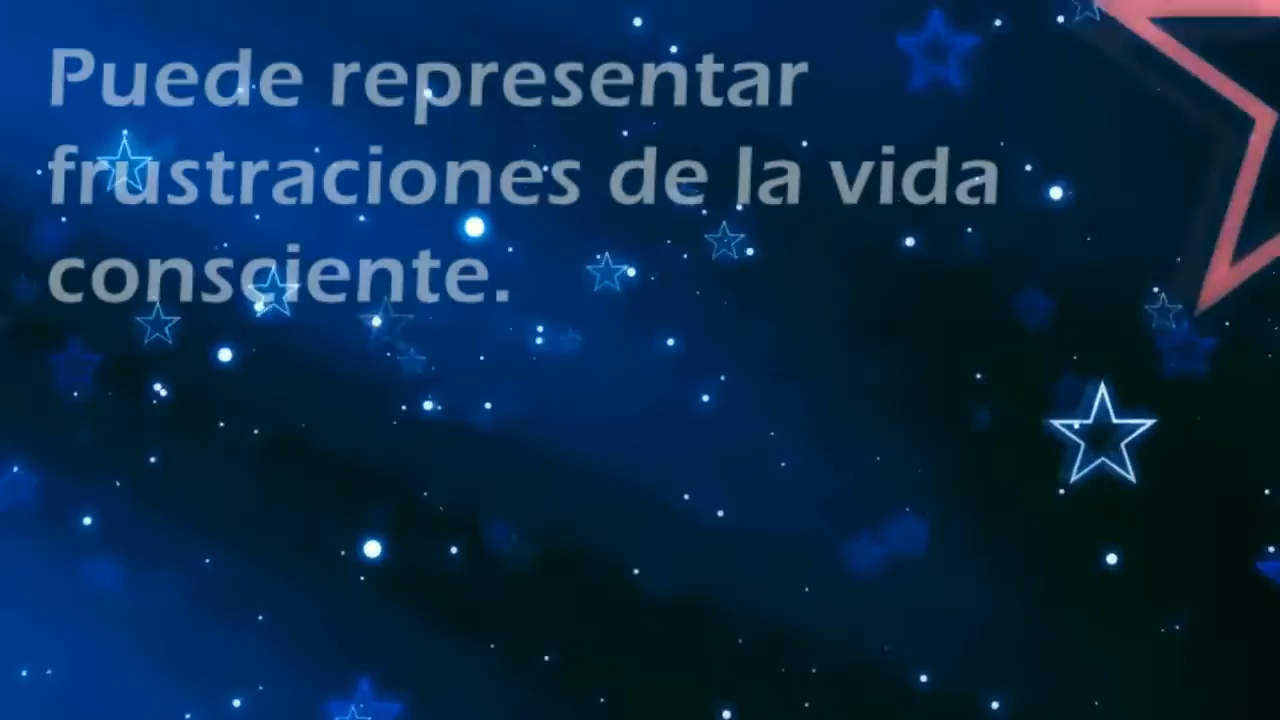 Puede representar
frustraciones de la vida
consciente.